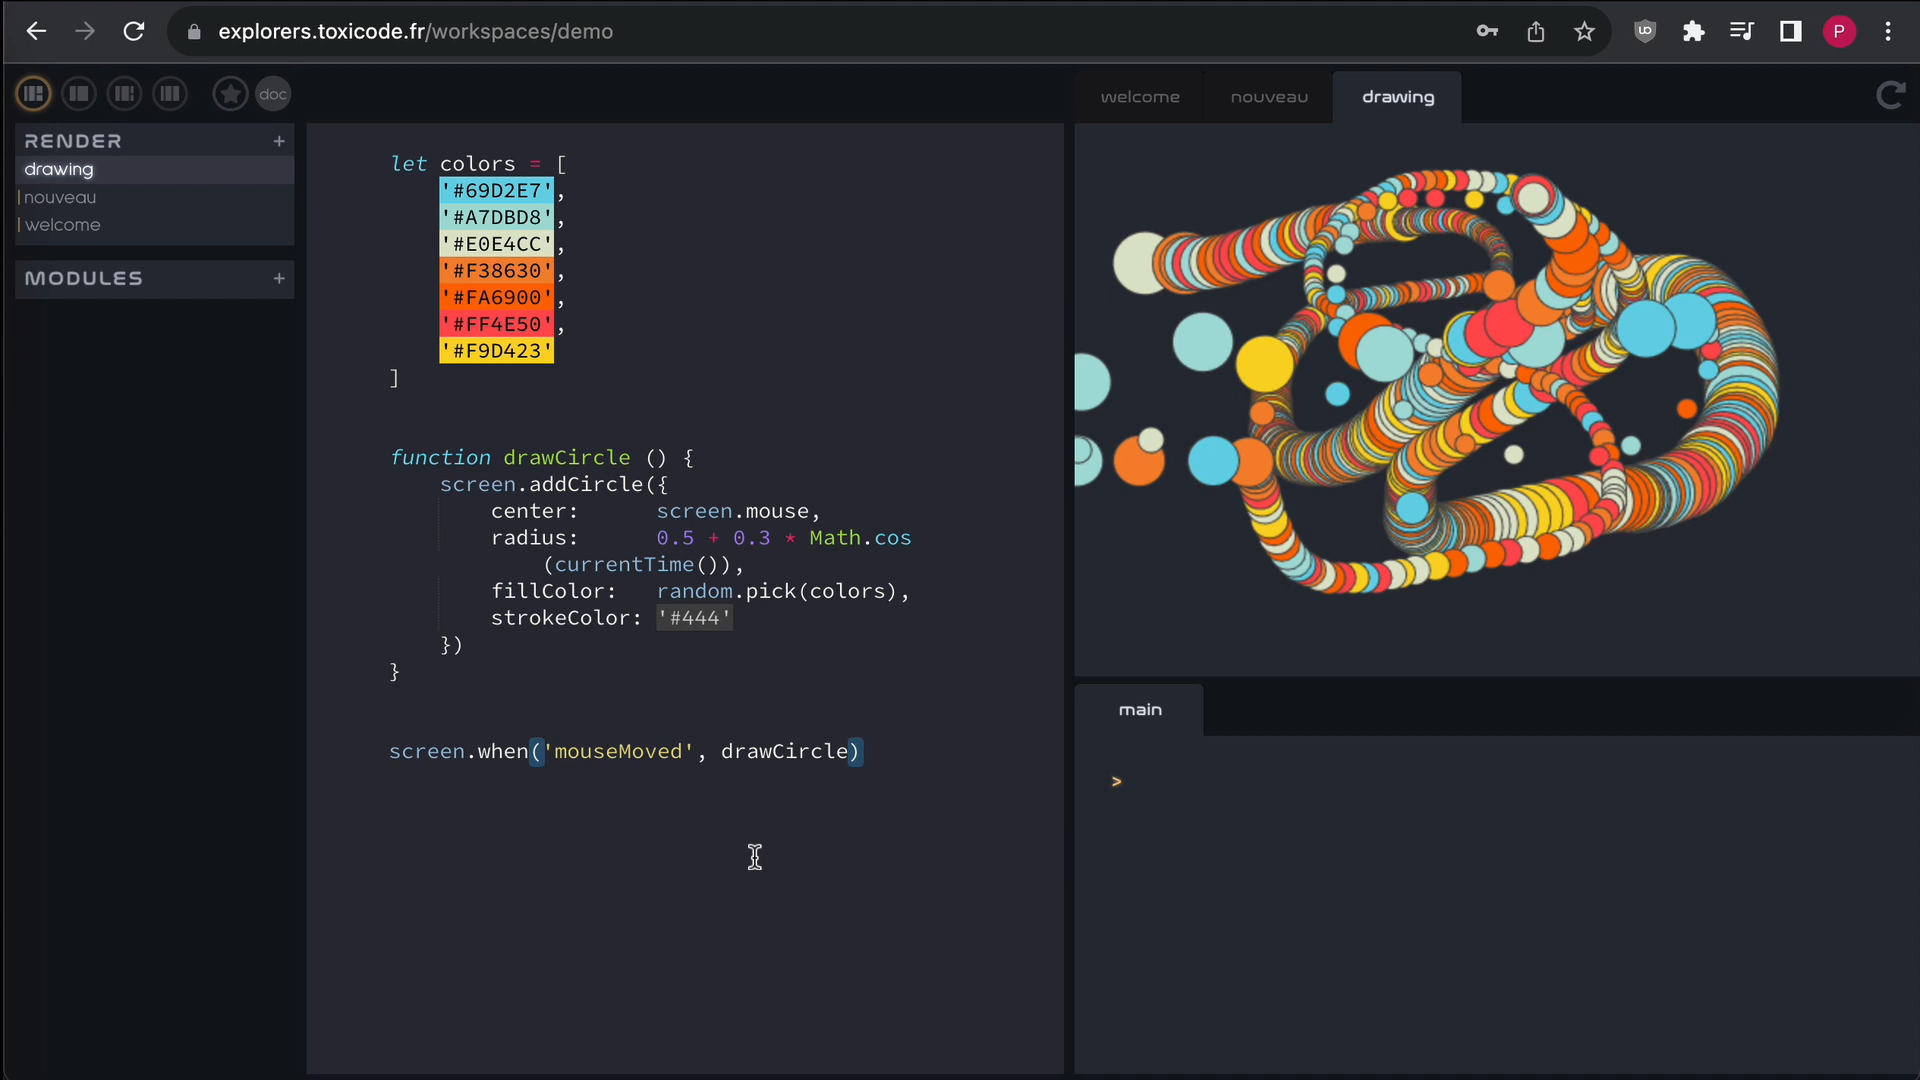 explorers.toxicode.fr/workspaces/demo
P
doc
RENDER +
drawing
nouveau
welcome
MODULES +
let colors = [
'#69D2E7',
'#A7DBD8',
'#E0E4CC',
'#F38630',
'#FA6900',
'#FF4E50',
'#F9D423'
]
function drawCircle () {
screen.addCircle({
center: screen.mouse,
radius: 0.5 + 0.3 * Math.cos
(currentTime()),
fillColor: random.pick(colors),
strokeColor: '#444'
})
}
screen.when('mouseMoved', drawCircle)
welcome nouveau drawing
main
>